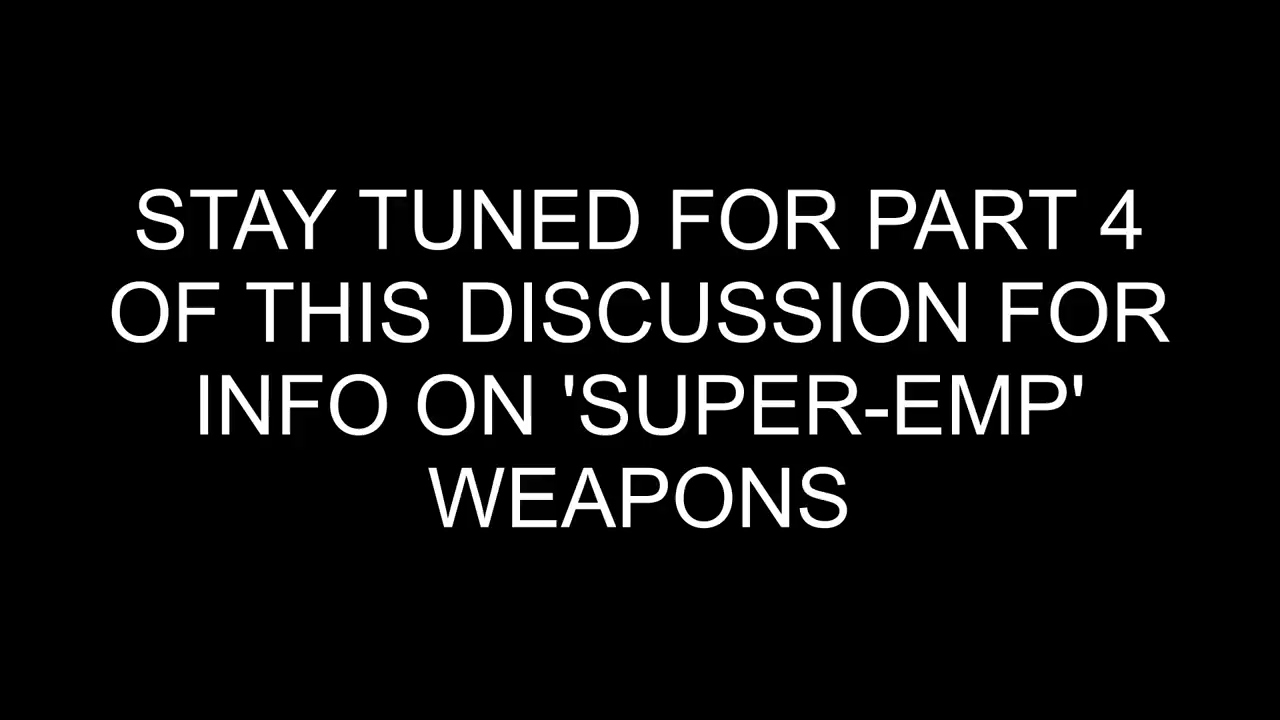 STAY TUNED FOR PART 4
OF THIS DISCUSSION FOR
INFO ON 'SUPER-EMP'
WEAPONS